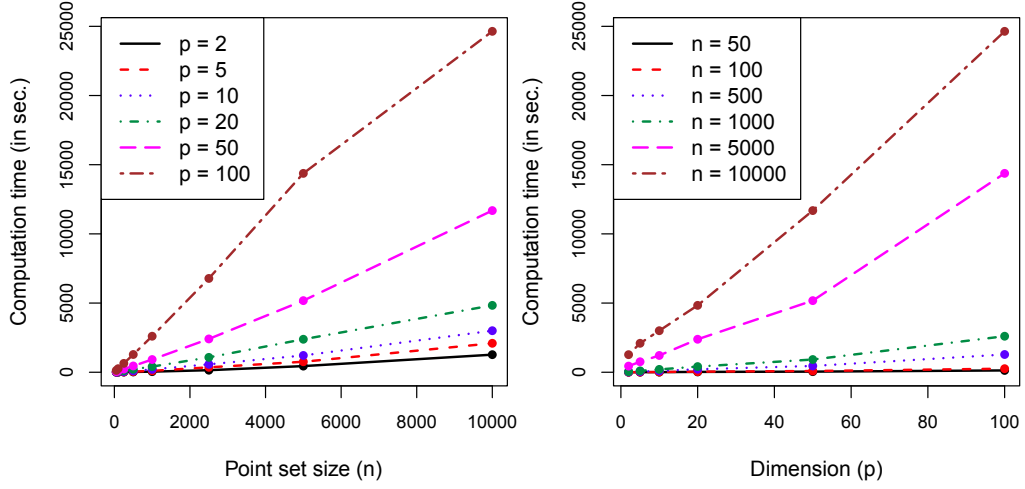 Computation time (in sec.)
25000
20000
15000
10000
5000
0
p = 2
p = 5
p = 10
p = 20
p = 50
p = 100
0
2000
4000
6000
8000
10000
Point set size (n)
Computation time (in sec.)
25000
20000
15000
10000
5000
0
n = 50
n = 100
n = 500
n = 1000
n = 5000
n = 10000
0
20
40
60
80
100
Dimension (p)